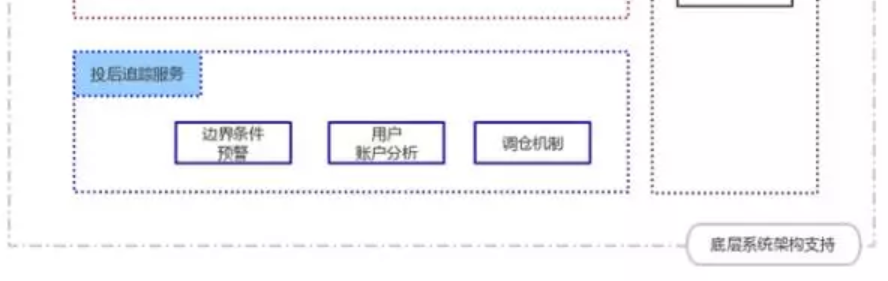 投后追踪服务
边界条件
预警
用户
账户分析
调仓机制
底层系统架构支持